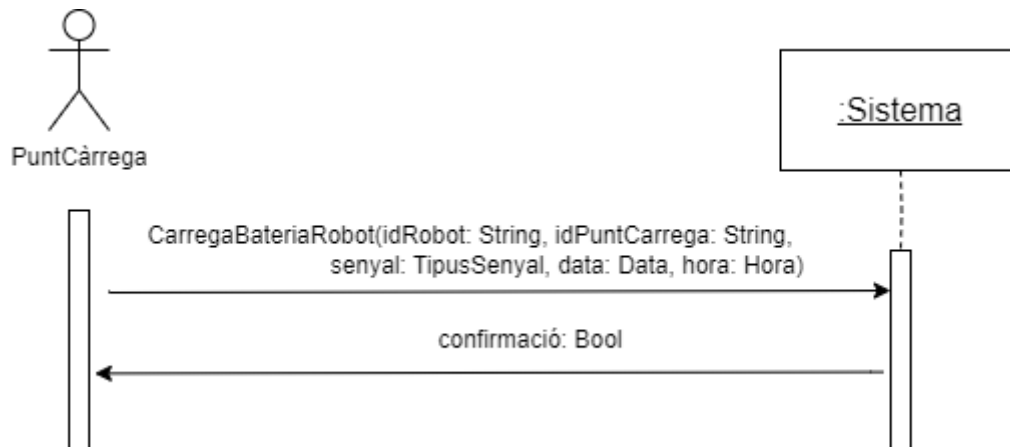 :Sistema
PuntCàrrega
CarregaBateriaRobot(idRobot: String, idPuntCarrega: String,
senyal: TipusSenyal, data: Data, hora: Hora)
confirmació: Bool